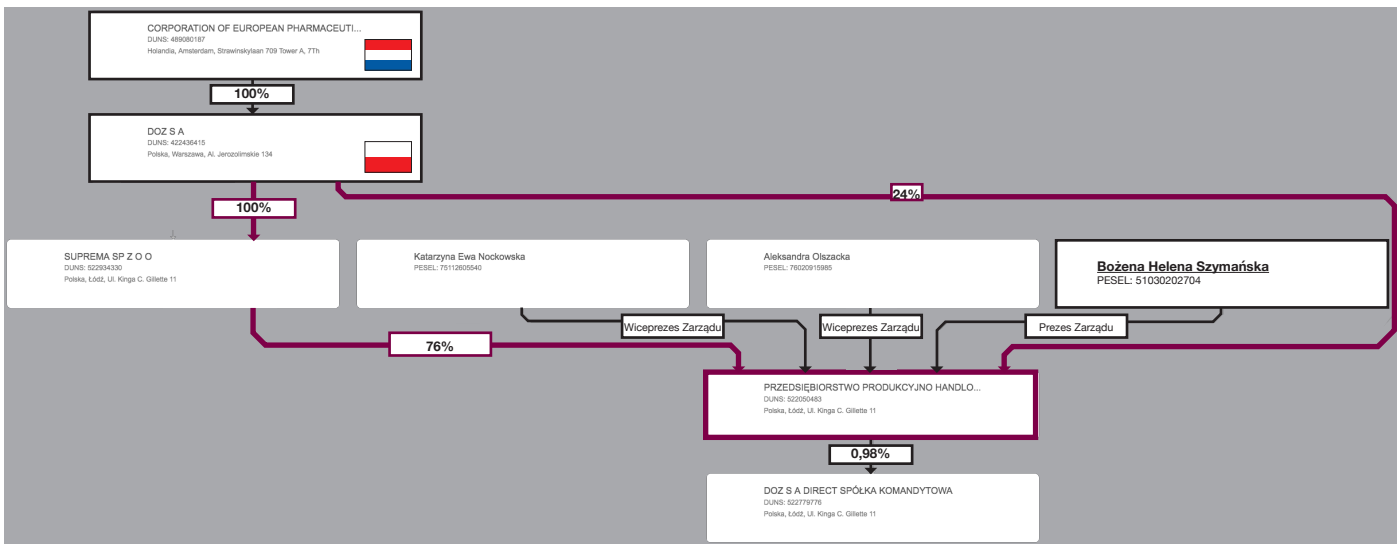 CORPORATION OF EUROPEAN PHARMACEUTI...
DUNS: 489080187
Holandia, Amsterdam, Strawinskylaan 709 Tower A, 7Th
100%
DOZ S A
DUNS: 422436415
Polska, Warszawa, Al. Jerozolimskie 134
24%
100%
SUPREMA SP Z O O
DUNS: 522934330
Polska, Łódź, Ul. Kinga C. Gillette 11
Katarzyna Ewa Nockowska
PESEL: 75112605540
Aleksandra Olszacka
PESEL: 76020915985
Bożena Helena Szymańska
PESEL: 51030202704
Wiceprezes Zarządu
Wiceprezes Zarządu
Prezes Zarządu
76%
PRZEDSIĘBIORSTWO PRODUKCYJNO HANDLO...
DUNS: 522050483
Polska, Łódź, Ul. Kinga C. Gillette 11
0,98%
DOZ S A DIRECT SPÓŁKA KOMANDYTOWA
DUNS: 522779776
Polska, Łódź, Ul. Kinga C. Gillette 11